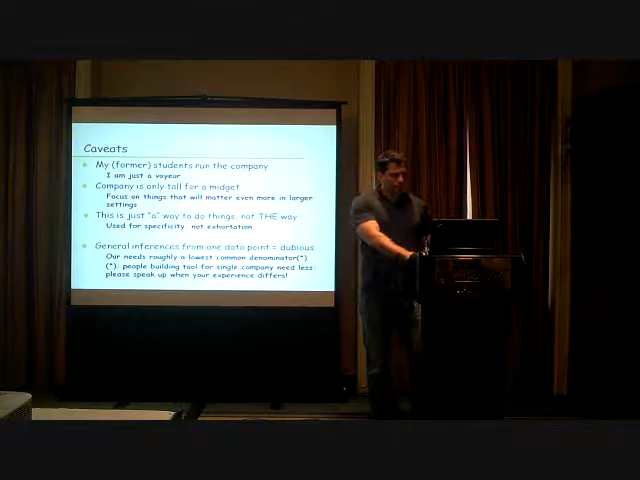 Caveats
My (former) students run the company
I am just a voyeur
Company is only tall for a midget
Focus on things that will matter even more in larger
settings
This is just "a" way to do things, not THE way
Used for specificity not exhortation
General inferences from one data point = dubious.
Our needs roughly a lowest common denominator(*)
(*): people building tool for single company need less:
please speak up when your experience differs!